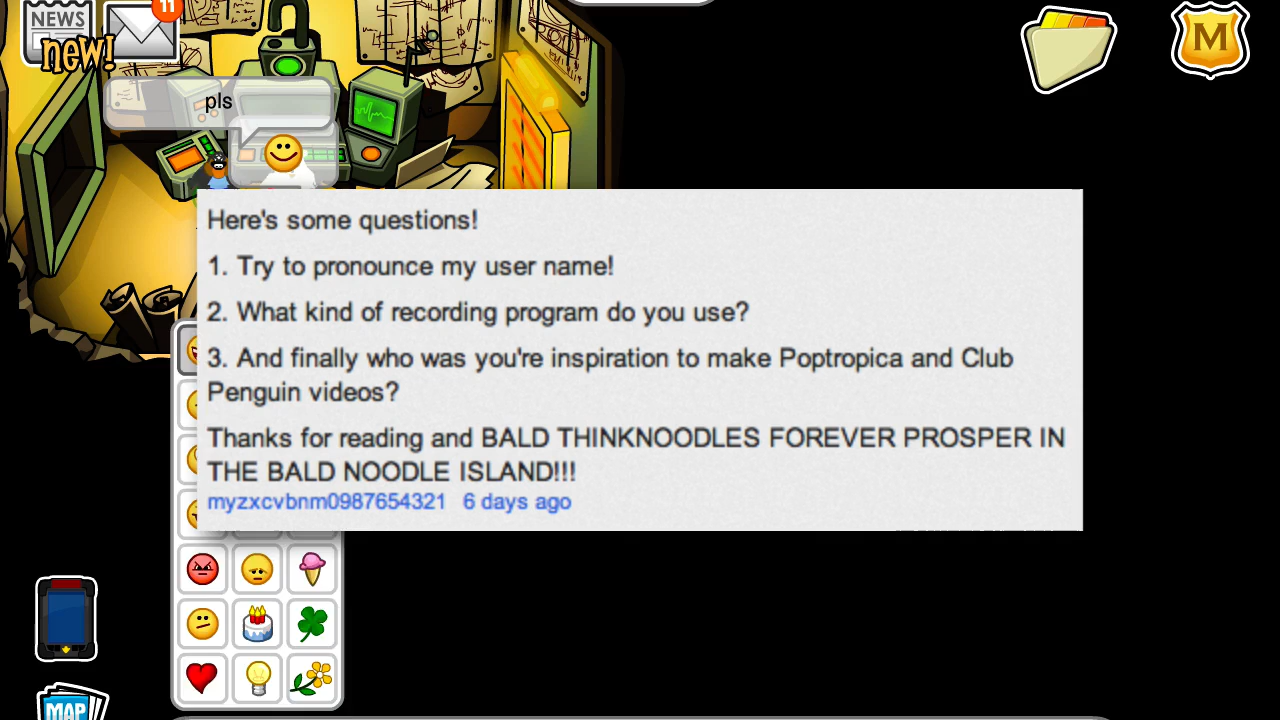 NEWS
new!
11
M
pls
Here's some questions!
1. Try to pronounce my user name!
2. What kind of recording program do you use?
3. And finally who was you're inspiration to make Poptropica and Club
Penguin videos?
Thanks for reading and BALD THINKNOODLES FOREVER PROSPER IN
THE BALD NOODLE ISLAND!!!
myzxcvbnm0987654321 6 days ago
MAP